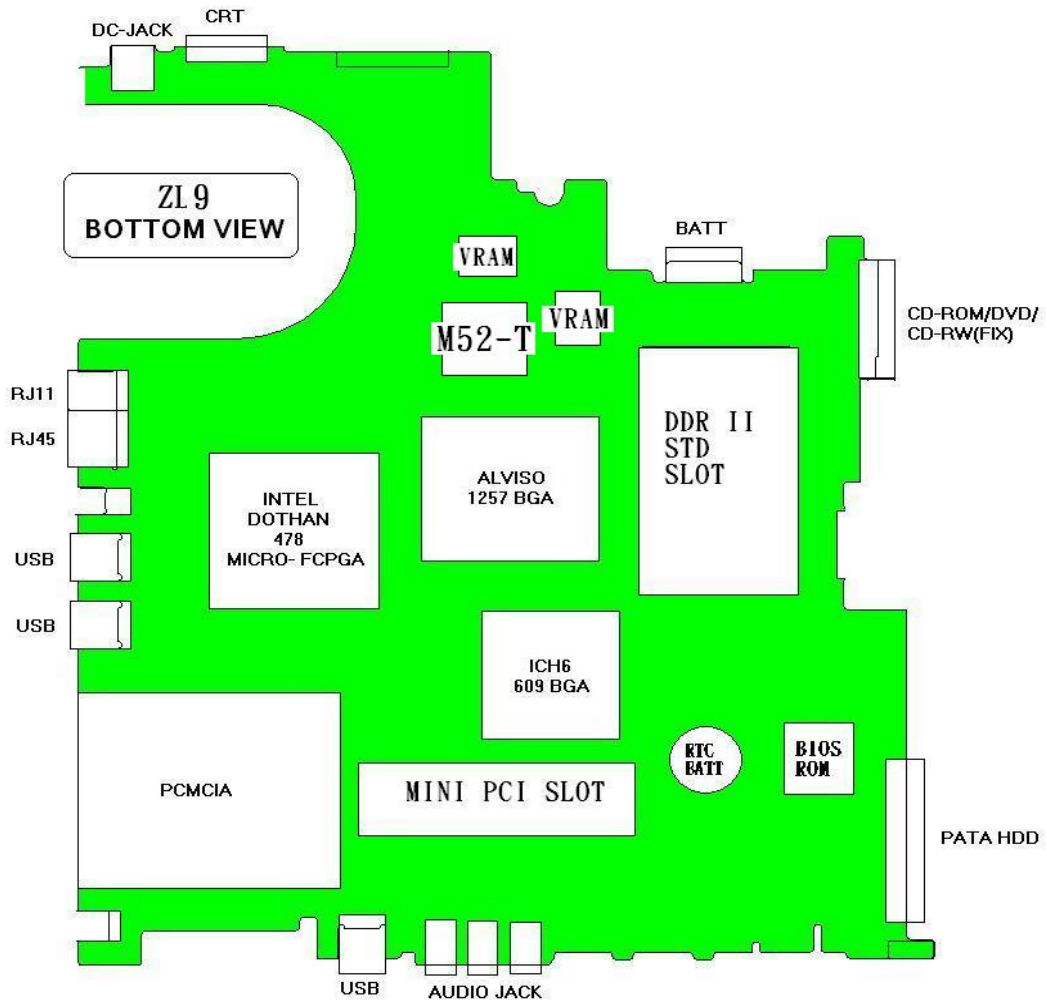 CRT
DC-JACK
ZL9
BOTTOM VIEW
BATT
VRAM
VRAM
M52-T
CD-ROM/DVD/
CD-RW(FIX)
RJ11
RJ45
DDR II
STD
SLOT
ALVISO
1257 BGA
INTEL
DOTHAN
478
MICRO- FCPGA
USB
USB
ICH6
609 BGA
RTC
BATT
BIOS
ROM
PCMCIA
MINI PCI SLOT
PATA HDD
USB
AUDIO JACK